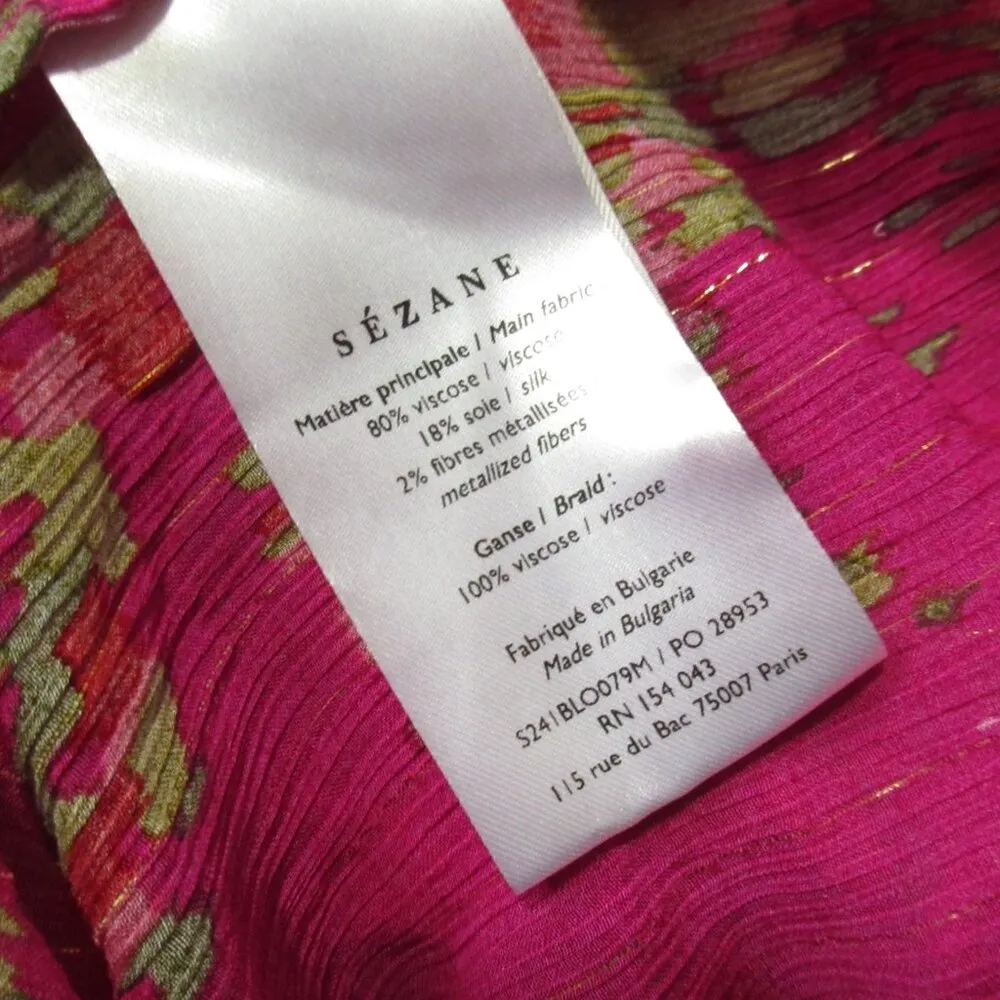 SÉZANE
Matière principale / Main fabric
80% viscose / viscose
18% soie / silk
2% fibres métallisées
metallized fibers
Ganse / Braid :
100% viscose / viscose
Fabriqué en Bulgarie
Made in Bulgaria
S241BLO079M / PO 28953
RN 154 043
115 rue du Bac 75007 Paris